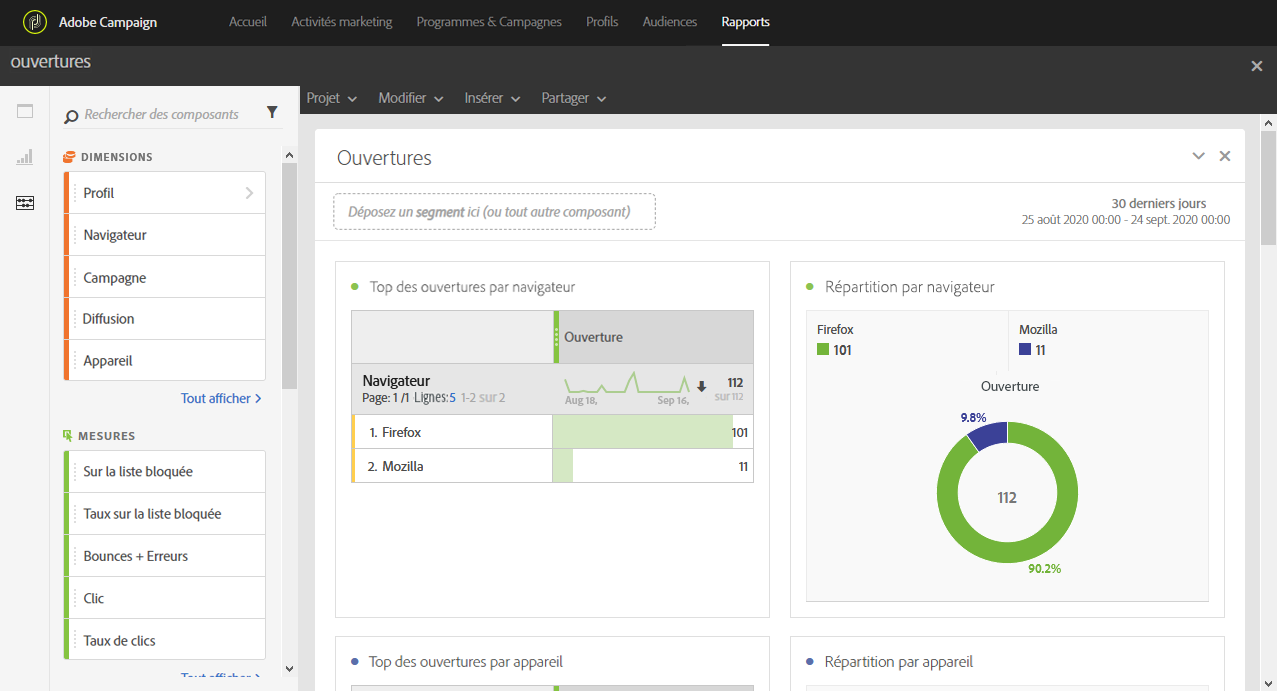 Adobe Campaign
Accueil
Activités marketing
Programmes & Campagnes
Profils
Audiences
Rapports
ouvertures
Projet
Modifier
Insérer
Partager
Rechercher des composants
DIMENSIONS
Profil
Navigateur
Campagne
Diffusion
Appareil
Tout afficher
MESURES
Sur la liste bloquée
Taux sur la liste bloquée
Bounces + Erreurs
Clic
Taux de clics
Tout afficher
Ouvertures
Déposez un segment ici (ou tout autre composant)
30 derniers jours
25 août 2020 00:00 - 24 sept. 2020 00:00
Top des ouvertures par navigateur
Ouverture
Navigateur
Page: 1 /1 Lignes:5 1-2 sur 2
Aug 18,
Sep 16,
112
sur 112
1. Firefox
101
2. Mozilla
11
Répartition par navigateur
Firefox
101
Mozilla
11
Ouverture
9.8%
112
90.2%
Top des ouvertures par appareil
Répartition par appareil